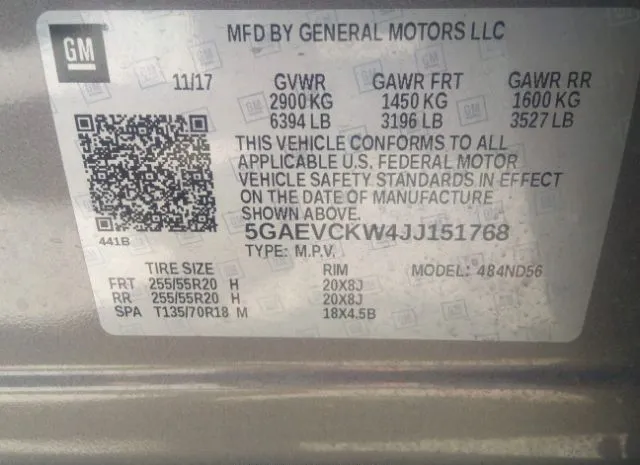 GM
MFD BY GENERAL MOTORS LLC
11/17 GVWR GAWR FRT GAWR RR
2900 KG 1450 KG 1600 KG
6394 LB 3196 LB 3527 LB
THIS VEHICLE CONFORMS TO ALL
APPLICABLE U.S. FEDERAL MOTOR
VEHICLE SAFETY STANDARDS IN EFFECT
ON THE DATE OF MANUFACTURE
SHOWN ABOVE.
441B
5GAEVCKW4JJ151768
TYPE: M.P.V.
TIRE SIZE RIM MODEL: 4B4ND56
FRT 255/55R20 H 20X8J
RR 255/55R20 H 20X8J
SPA T135/70R18 M 18X4.5B